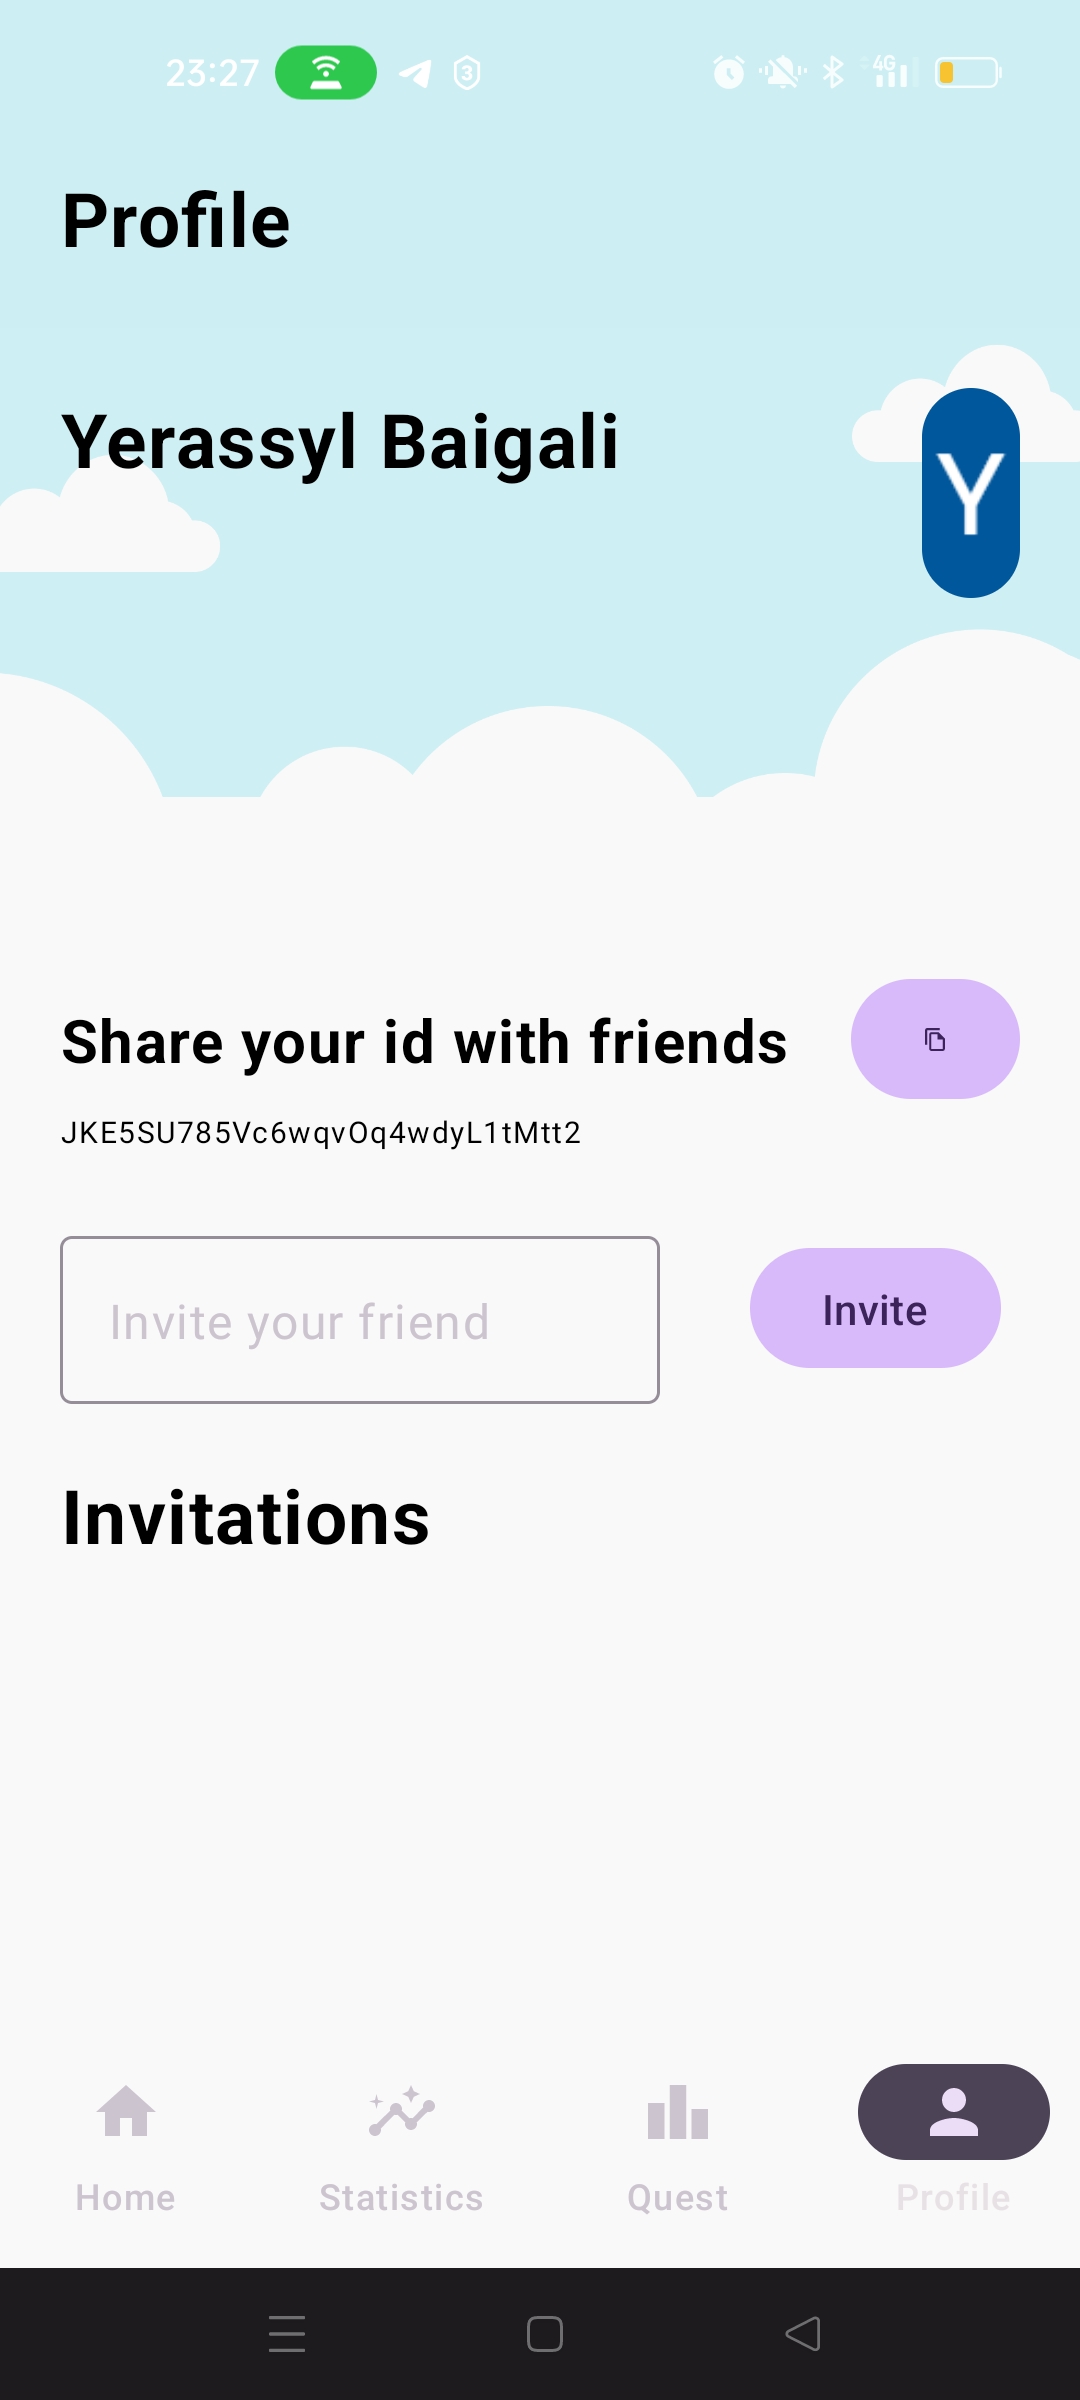 23:27
3
4G
Profile
Yerassyl Baigali
Y
Share your id with friends
JKE5SU785Vc6wqvOq4wdyL1tMtt2
Invite your friend
Invite
Invitations
Home
Statistics
Quest
Profile